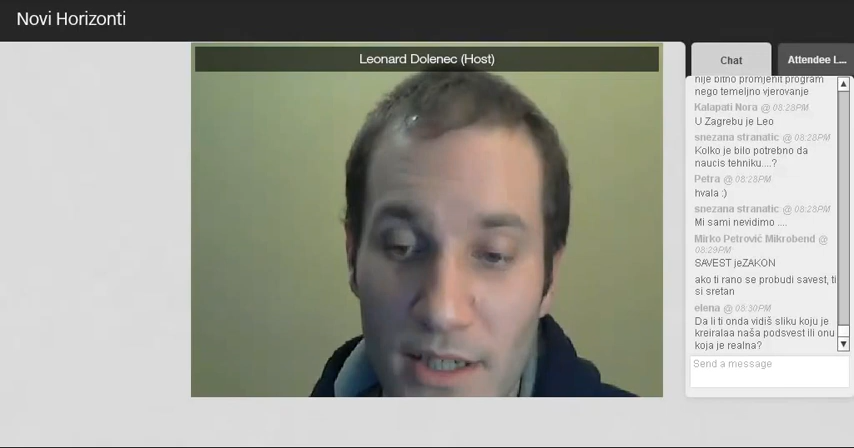 Novi Horizonti
Leonard Dolenec (Host)
Chat
Attendee L...
nije bitno promjenit program
nego temeljno vjerovanje
Kalapati Nora @ 08:28PM
U Zagrebu je Leo
snezana stranatic @ 08:28PM
Kolko je bilo potrebno da
naucis tehniku....?
Petra @ 08:28PM
hvala :)
snezana stranatic @ 08:28PM
Mi sami nevidimo ....
Mirko Petrović Mikrobend @
08:29PM
SAVEST jeZAKON
ako ti rano se probudi savest, ti
si sretan
elena @ 08:30PM
Da li ti onda vidiš sliku koju je
kreiralaa naša podsvest ili onu
koja je realna?
Send a message